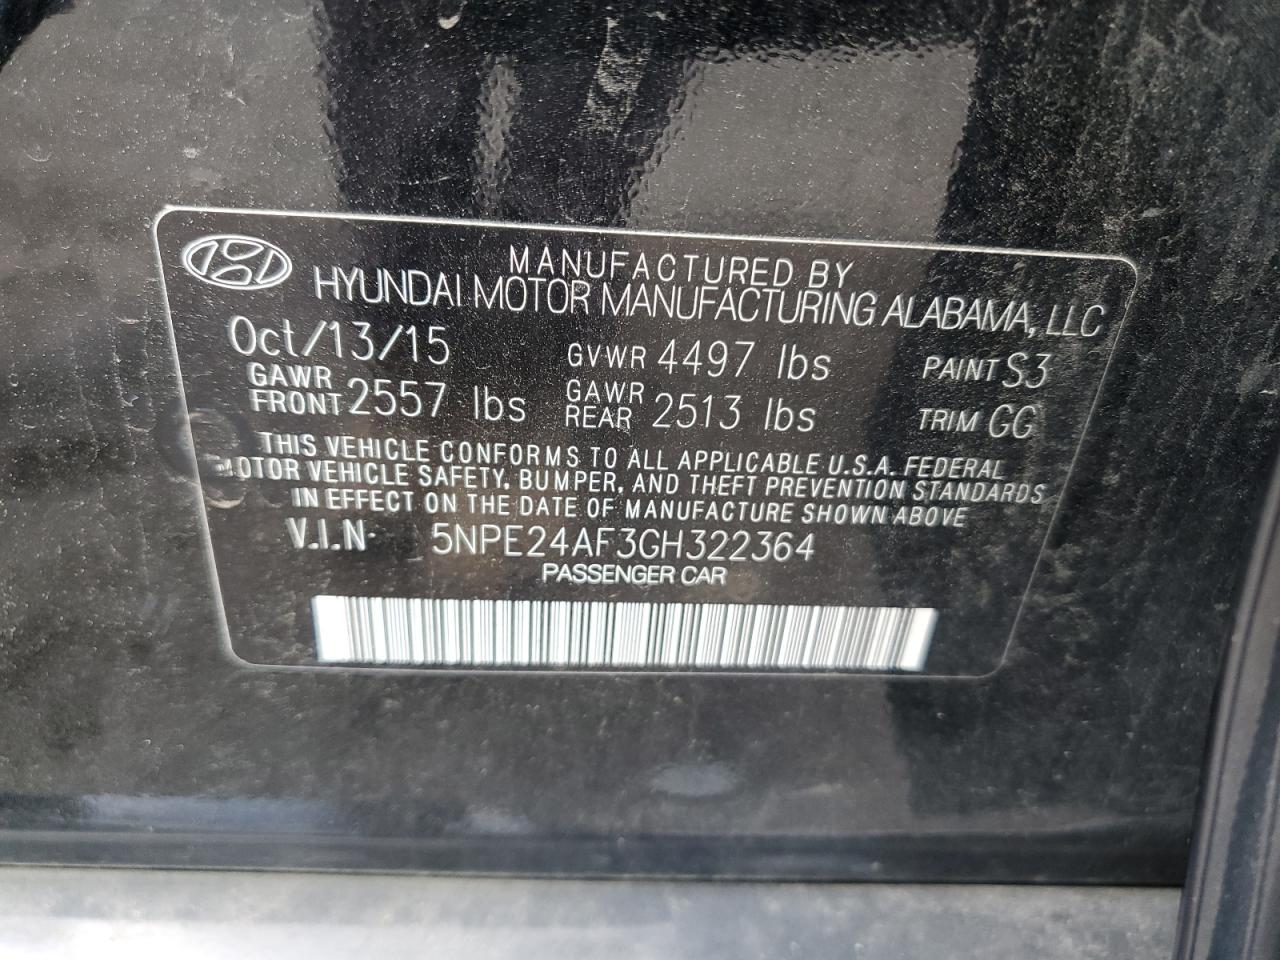 MANUFACTURED BY
HYUNDAI MOTOR MANUFACTURING ALABAMA, LLC
Oct/13/15 GVWR 4497 lbs PAINT S3
GAWR FRONT 2557 lbs GAWR REAR 2513 lbs TRIM GG
THIS VEHICLE CONFORMS TO ALL APPLICABLE U.S.A. FEDERAL
MOTOR VEHICLE SAFETY, BUMPER, AND THEFT PREVENTION STANDARDS
IN EFFECT ON THE DATE OF MANUFACTURE SHOWN ABOVE
V.I.N. 5NPE24AF3GH322364
PASSENGER CAR